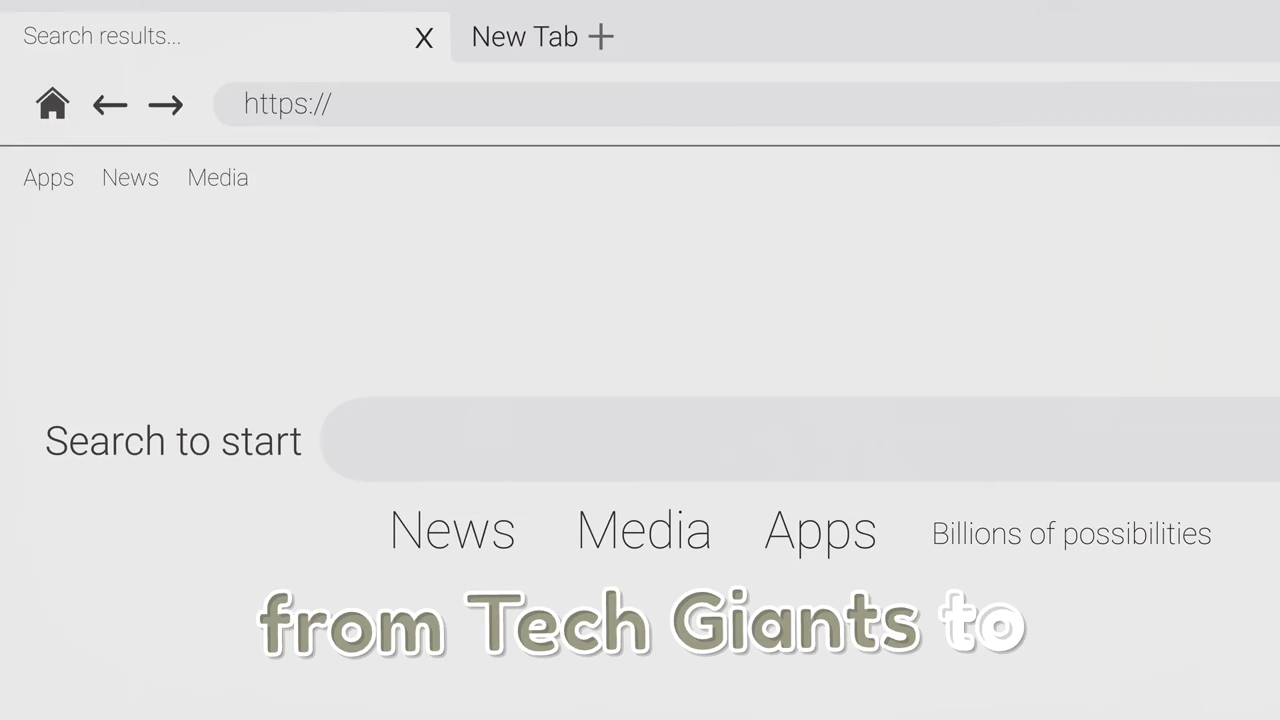 Search results... X New Tab +
https://
Apps News Media
Search to start
News Media Apps Billions of possibilities
from Tech Giants to